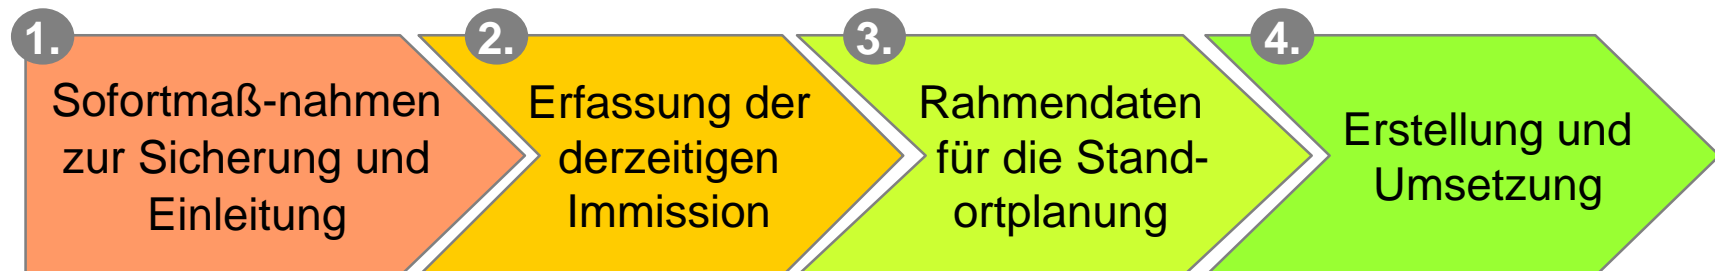 1.
Sofortmaß-nahmen
zur Sicherung und
Einleitung
2.
Erfassung der
derzeitigen
Immission
3.
Rahmendaten
für die Stand-
ortplanung
4.
Erstellung und
Umsetzung